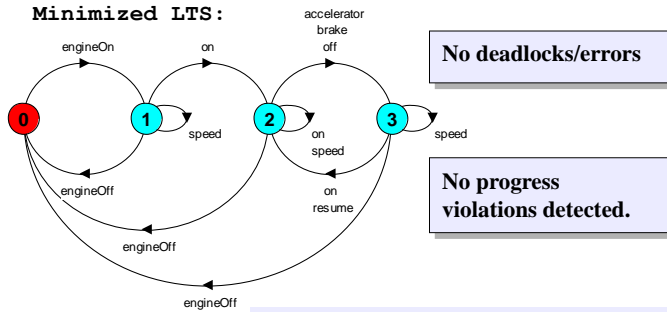 Minimized LTS:
engineOn
on
accelerator
brake
off
No deadlocks/errors
0
1
2
3
speed
on
speed
speed
engineOff
on
resume
No progress
violations detected.
engineOff
engineOff